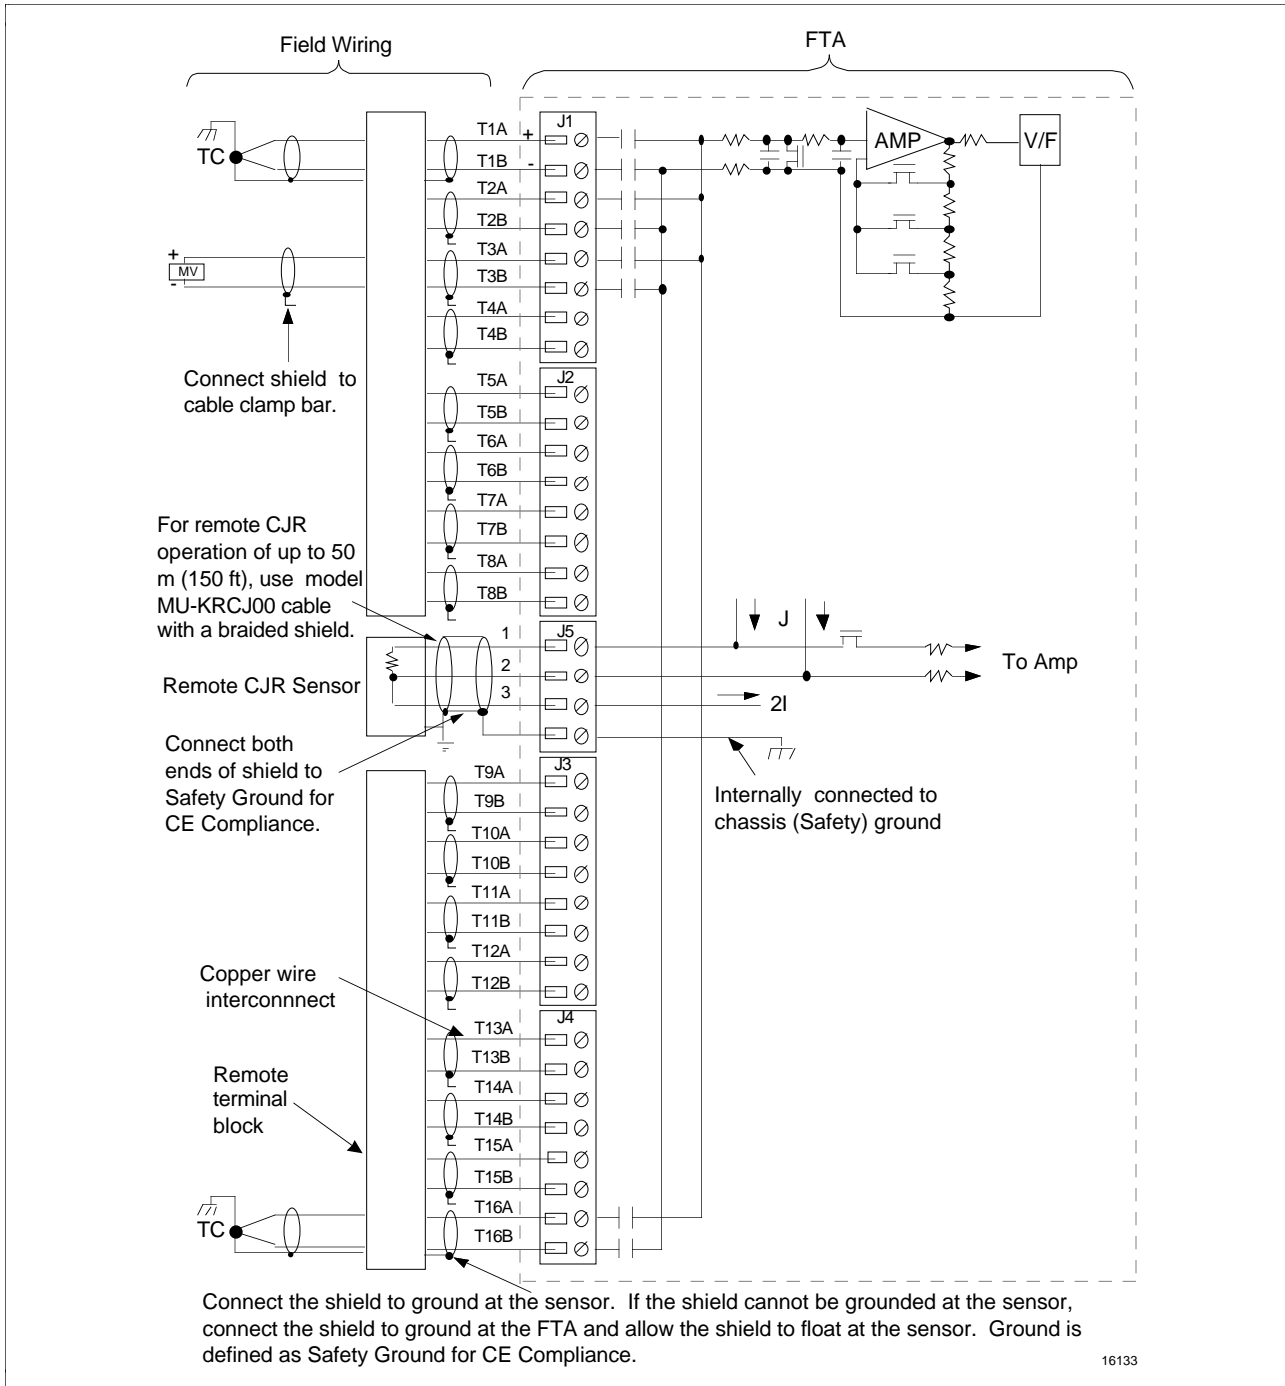 Field Wiring
FTA
T1A
+
J1
TC
T1B
-
AMP
V/F
T2A
T2B
+
MV
-
T3A
T3B
T4A
T4B
Connect shield to
cable clamp bar.
J2
T5A
T5B
T6A
T6B
T7A
T7B
T8A
T8B
For remote CJR
operation of up to 50
m (150 ft), use model
MU-KRCJ00 cable
with a braided shield.
J
J5
1
2
3
To Amp
Remote CJR Sensor
2I
Connect both
ends of shield to
Safety Ground for
CE Compliance.
Internally connected to
chassis (Safety) ground
J3
T9A
T9B
T10A
T10B
T11A
T11B
T12A
T12B
Copper wire
interconnnect
J4
T13A
T13B
T14A
T14B
T15A
T15B
T16A
T16B
Remote
terminal
block
TC
Connect the shield to ground at the sensor. If the shield cannot be grounded at the sensor,
connect the shield to ground at the FTA and allow the shield to float at the sensor. Ground is
defined as Safety Ground for CE Compliance.
16133